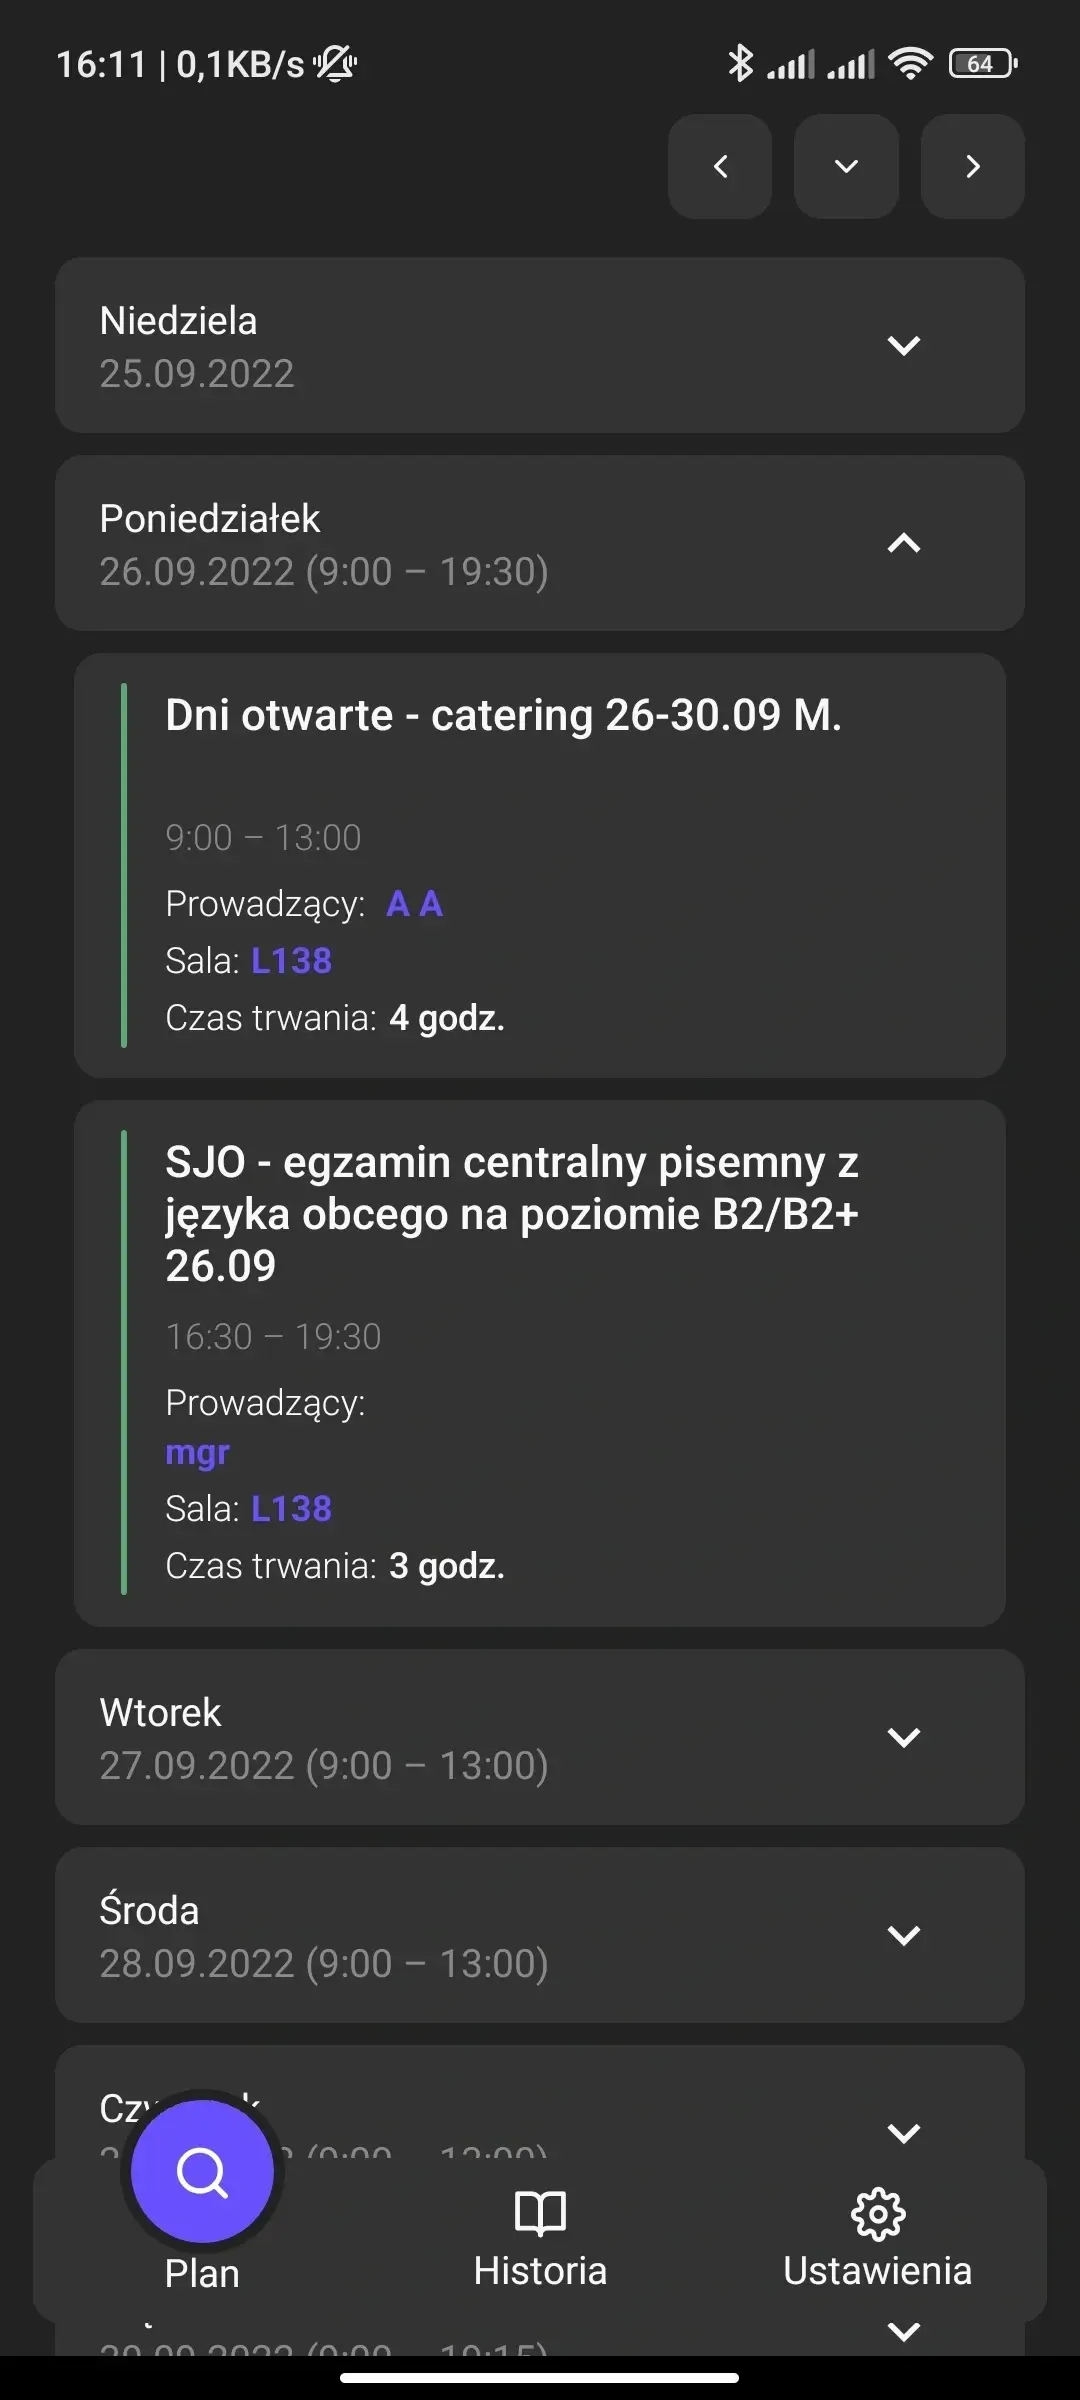 16:11 | 0,1KB/s
64
Niedziela
25.09.2022
Poniedziałek
26.09.2022 (9:00 – 19:30)
Dni otwarte - catering 26-30.09 M.
9:00 – 13:00
Prowadzący: A A
Sala: L138
Czas trwania: 4 godz.
SJO - egzamin centralny pisemny z
języka obcego na poziomie B2/B2+
26.09
16:30 – 19:30
Prowadzący:
mgr
Sala: L138
Czas trwania: 3 godz.
Wtorek
27.09.2022 (9:00 – 13:00)
Środa
28.09.2022 (9:00 – 13:00)
Plan
Historia
Ustawienia